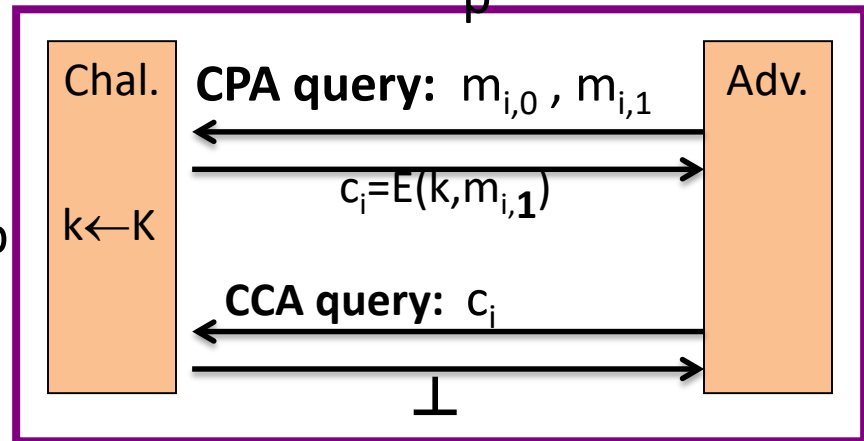 p
Chal.
CPA query: m_{i,0} , m_{i,1}
Adv.
c_i=E(k,m_{i,1})
k←K
CCA query: c_i
⊥